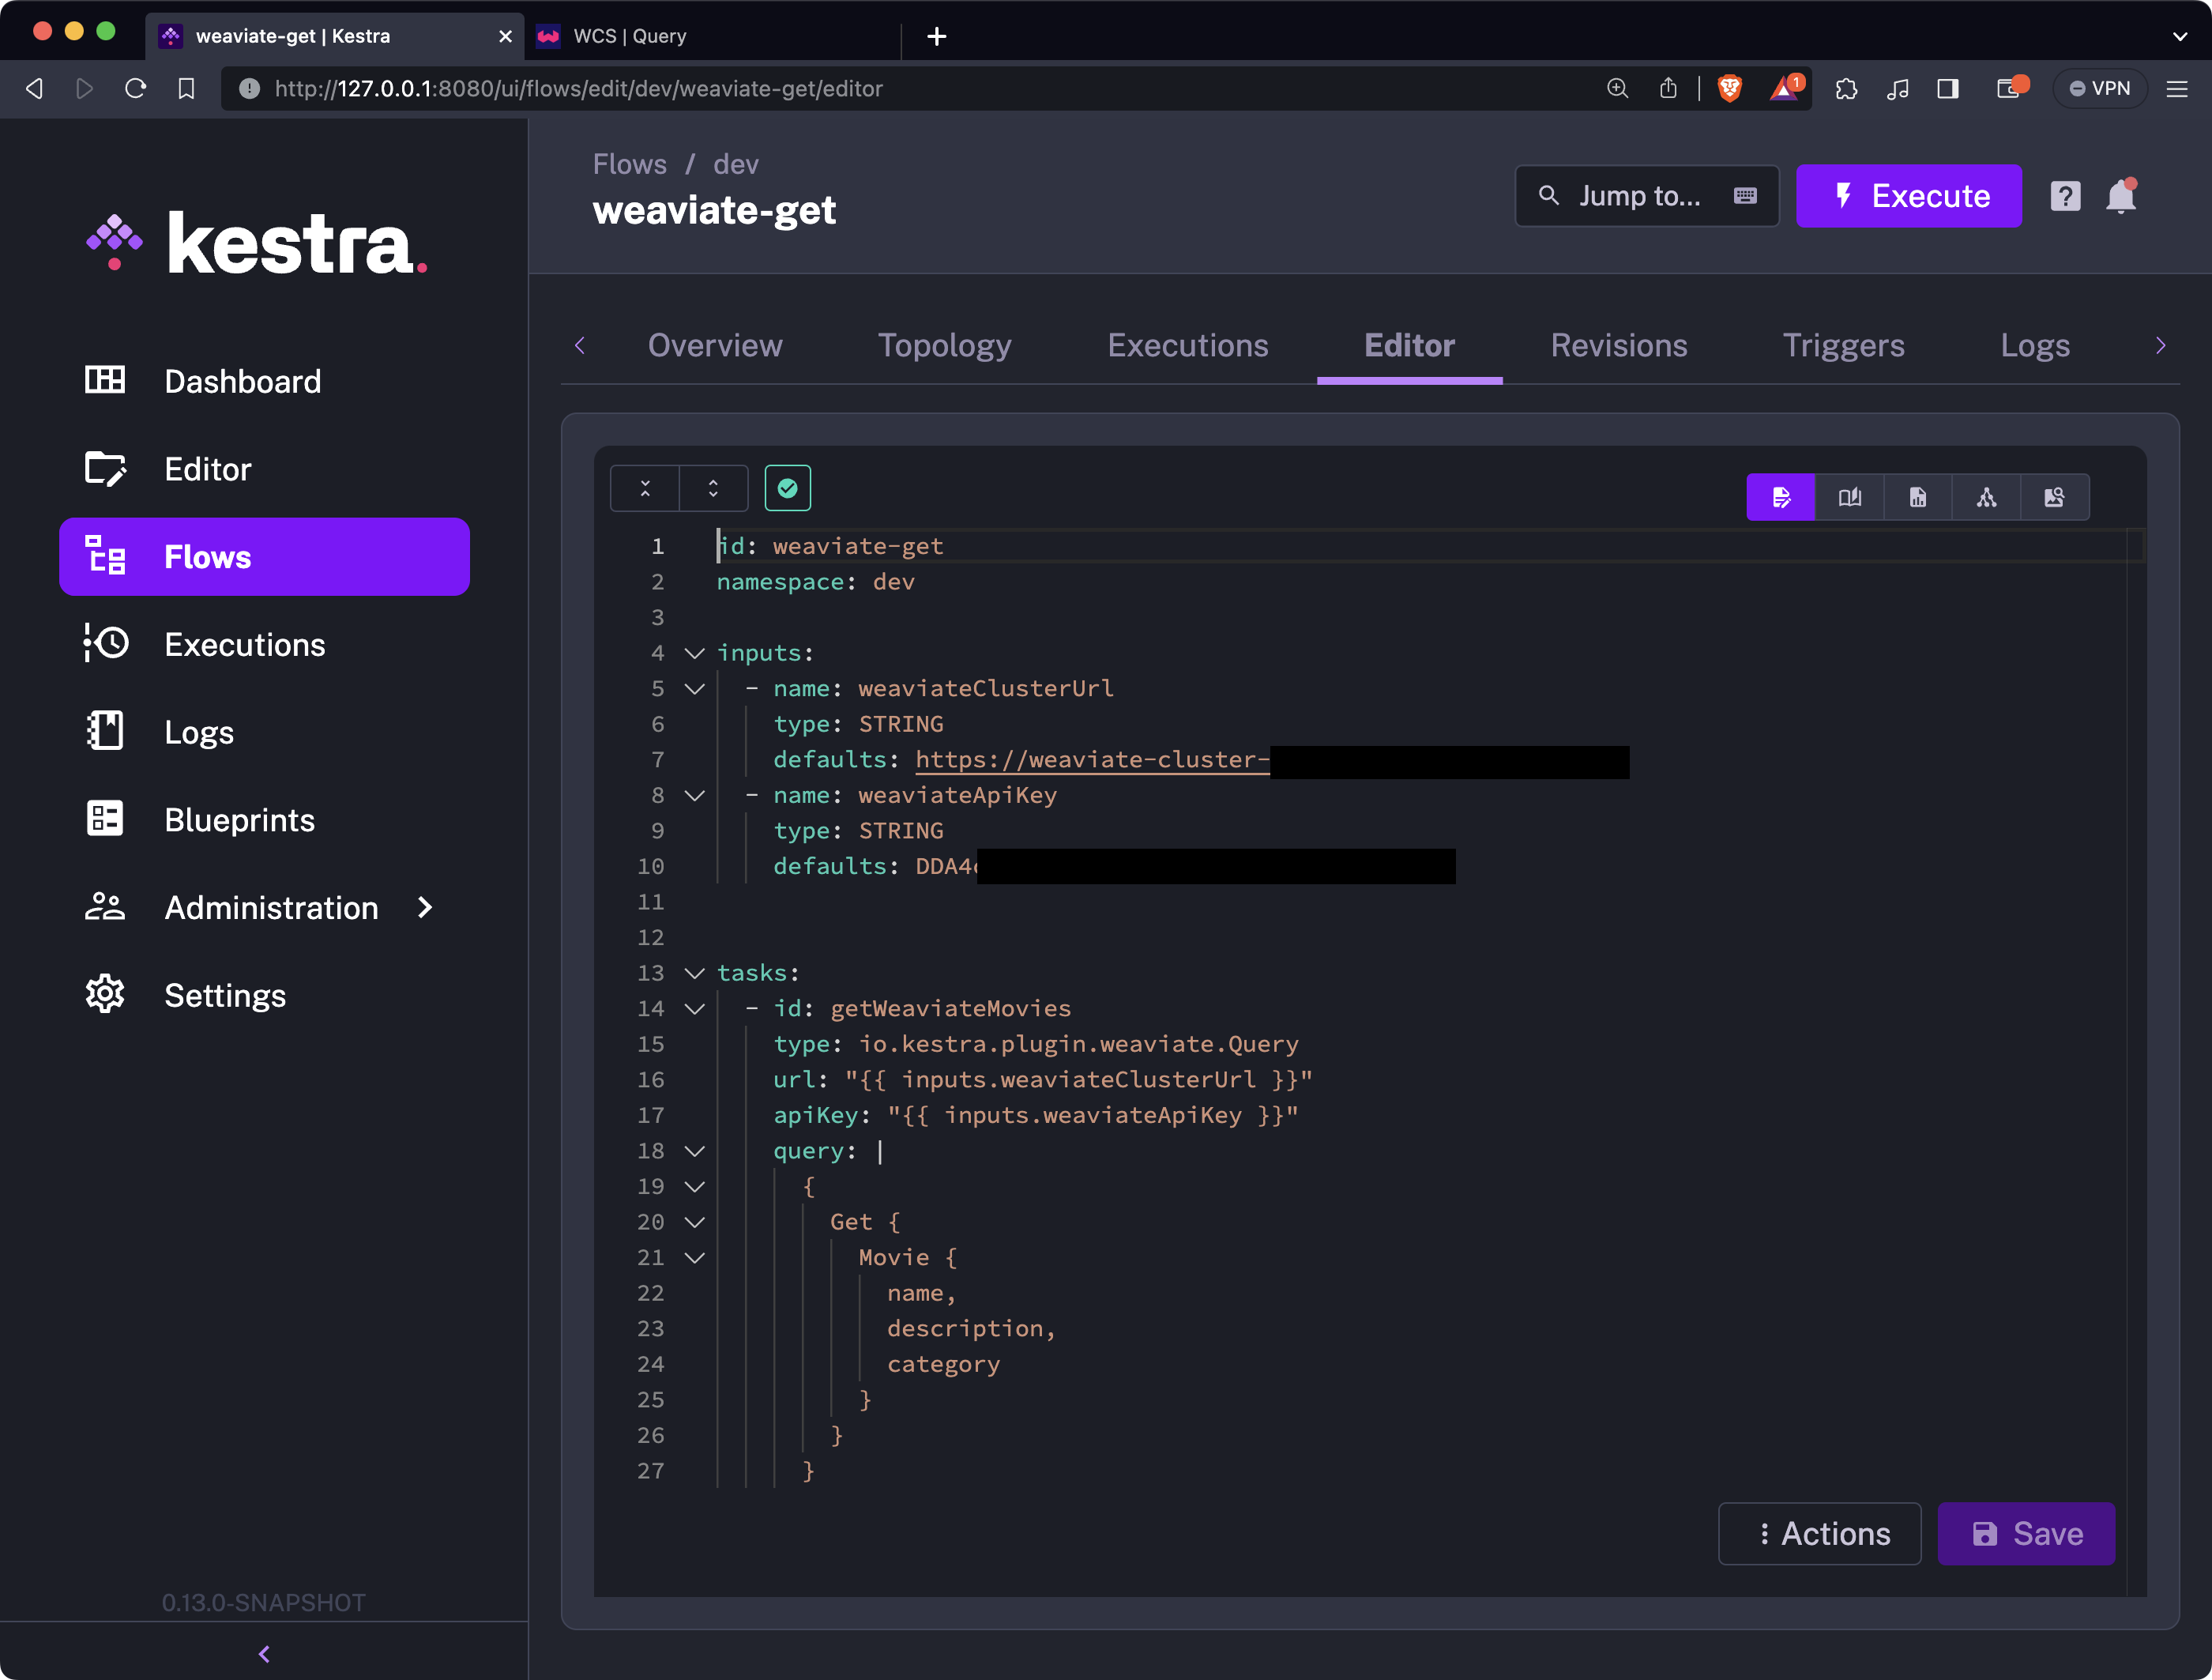 weaviate-get | Kestra
WCS | Query
http://127.0.0.1:8080/ui/flows/edit/dev/weaviate-get/editor
1
VPN
kestra.
Dashboard
Editor
Flows
Executions
Logs
Blueprints
Administration
Settings
0.13.0-SNAPSHOT
Flows / dev
weaviate-get
Jump to...
Execute
Overview
Topology
Executions
Editor
Revisions
Triggers
Logs
1 id: weaviate-get
2 namespace: dev
3
4 inputs:
5 - name: weaviateClusterUrl
6 type: STRING
7 defaults: https://weaviate-cluster-
8 - name: weaviateApiKey
9 type: STRING
10 defaults: DDA4
11
12
13 tasks:
14 - id: getWeaviateMovies
15 type: io.kestra.plugin.weaviate.Query
16 url: "{{ inputs.weaviateClusterUrl }}"
17 apiKey: "{{ inputs.weaviateApiKey }}"
18 query: |
19 {
20 Get {
21 Movie {
22 name,
23 description,
24 category
25 }
26 }
27 }
Actions
Save